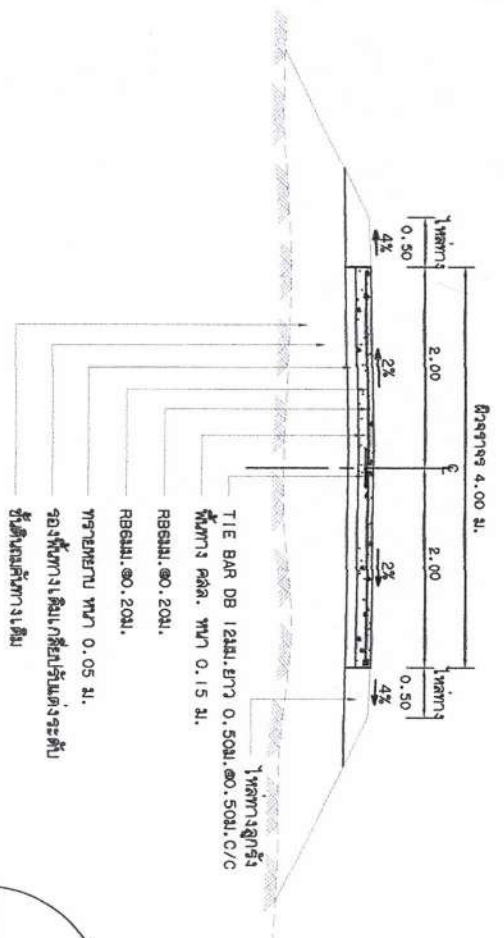 ผิวจราจร 4.00 ม.
ไหล่ทาง
0.50
2.00
2.00
ไหล่ทาง
0.50
4%
2%
2%
4%
ไหล่ทางลูกรัง
TIE BAR DB 12มม.ยาว 0.50ม.@0.50ม.C/C
พื้นทาง คสล. หนา 0.15 ม.
RB6มม.@0.20ม.
RB6มม.@0.20ม.
ทรายหยาบ หนา 0.05 ม.
รองพื้นทางเดิมเกลี่ยปรับแต่งระดับ
ชั้นดินถมคันทางเดิม